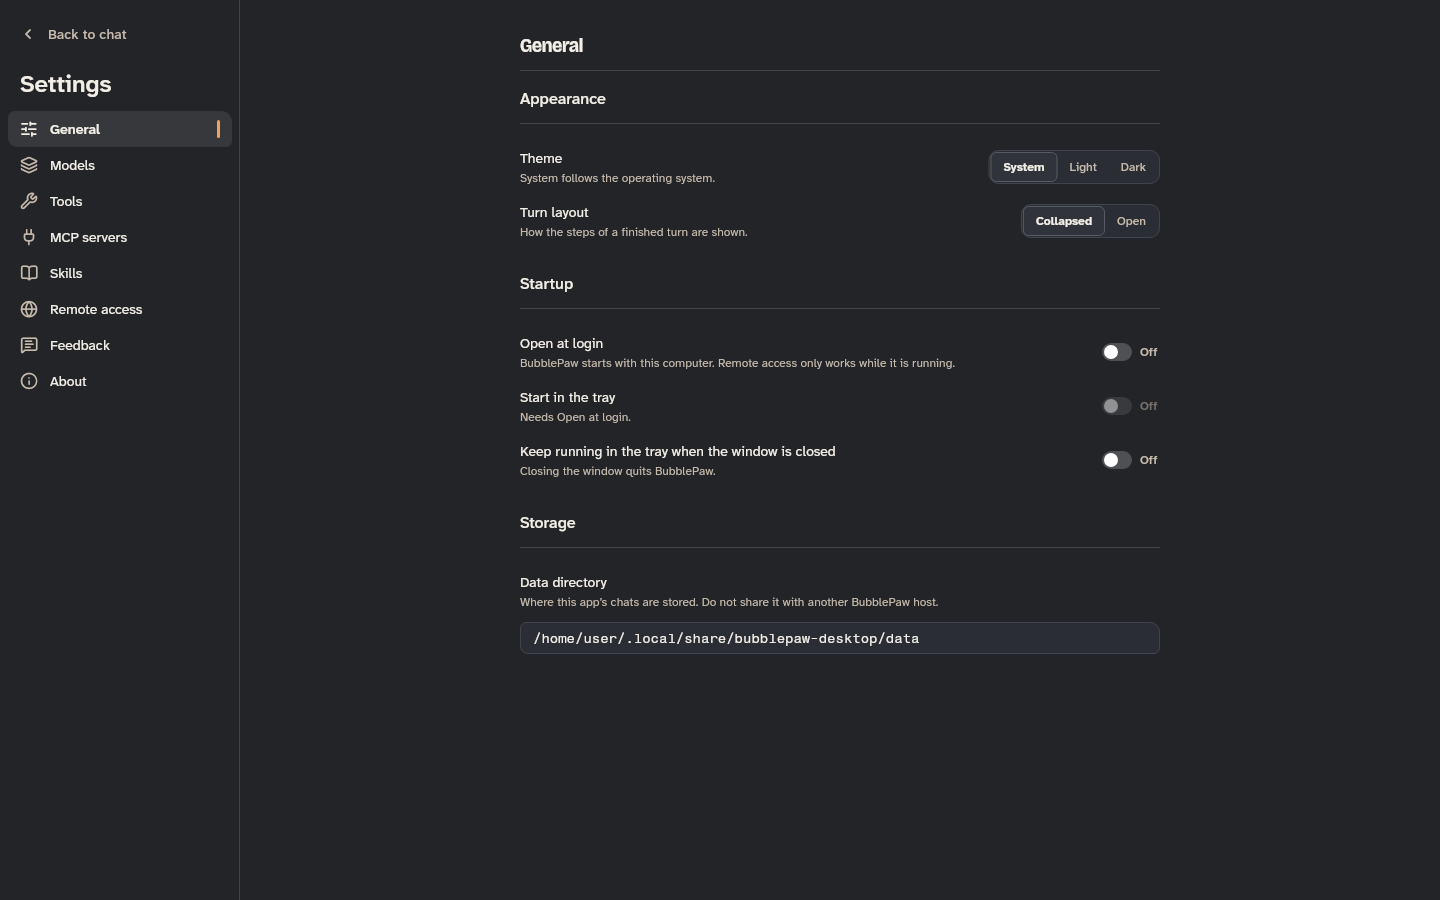 Back to chat
Settings
General
Models
Tools
MCP servers
Skills
Remote access
Feedback
About
General
Appearance
Theme
System follows the operating system.
System Light Dark
Turn layout
How the steps of a finished turn are shown.
Collapsed Open
Startup
Open at login
BubblePaw starts with this computer. Remote access only works while it is running.
Off
Start in the tray
Needs Open at login.
Off
Keep running in the tray when the window is closed
Closing the window quits BubblePaw.
Off
Storage
Data directory
Where this app's chats are stored. Do not share it with another BubblePaw host.
/home/user/.local/share/bubblepaw-desktop/data